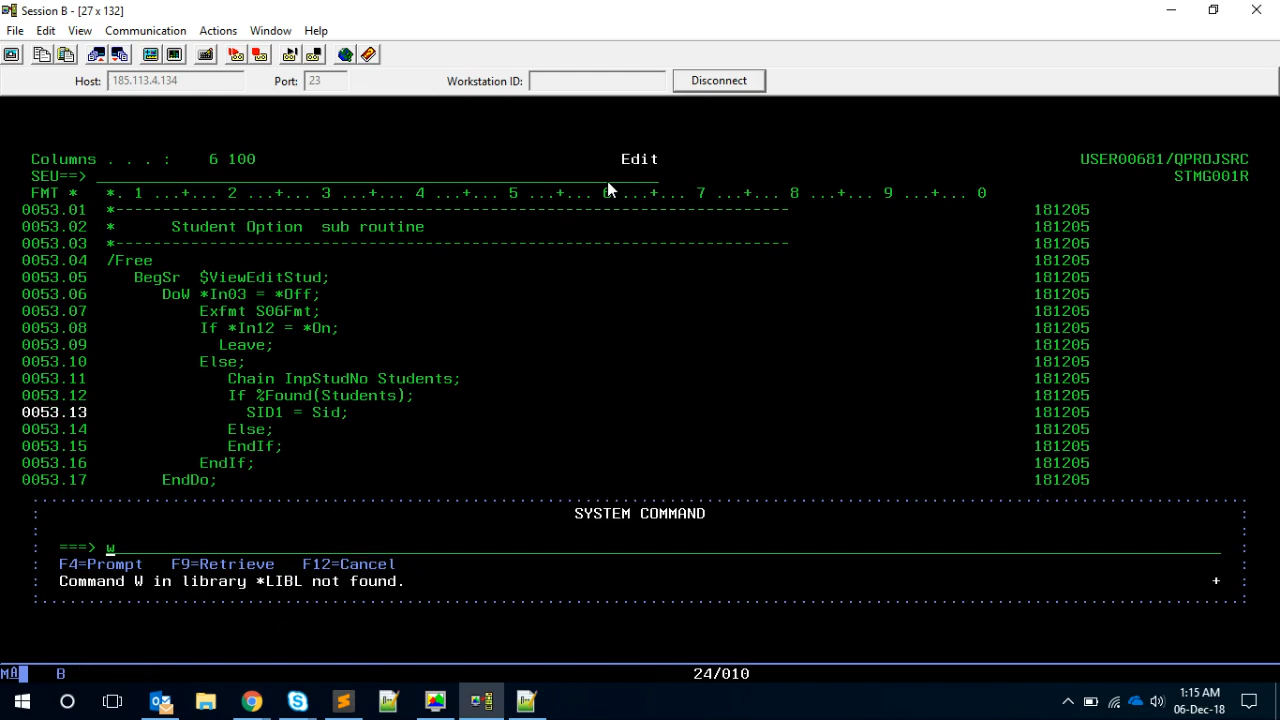 Session B - [27 x 132]
File Edit View Communication Actions Window Help
Host: 185.113.4.134 Port: 23 Workstation ID: Disconnect
Columns . . . : 6 100 Edit USER00681/QPROJSRC
SEU==> STMG001R
FMT * *. 1 ...+... 2 ...+... 3 ...+... 4 ...+... 5 ...+... 6 ...+... 7 ...+... 8 ...+... 9 ...+... 0
0053.01 *------------------------------------------------------------------------ 181205
0053.02 * Student Option sub routine 181205
0053.03 *------------------------------------------------------------------------ 181205
0053.04 /Free 181205
0053.05 BegSr $ViewEditStud; 181205
0053.06 DoW *In03 = *Off; 181205
0053.07 Exfmt S06Fmt; 181205
0053.08 If *In12 = *On; 181205
0053.09 Leave; 181205
0053.10 Else; 181205
0053.11 Chain InpStudNo Students; 181205
0053.12 If %Found(Students); 181205
0053.13 SID1 = Sid; 181205
0053.14 Else; 181205
0053.15 EndIf; 181205
0053.16 EndIf; 181205
0053.17 EndDo; 181205
SYSTEM COMMAND
===> w
F4=Prompt F9=Retrieve F12=Cancel
Command W in library *LIBL not found. +
MA B 24/010
1:15 AM
06-Dec-18